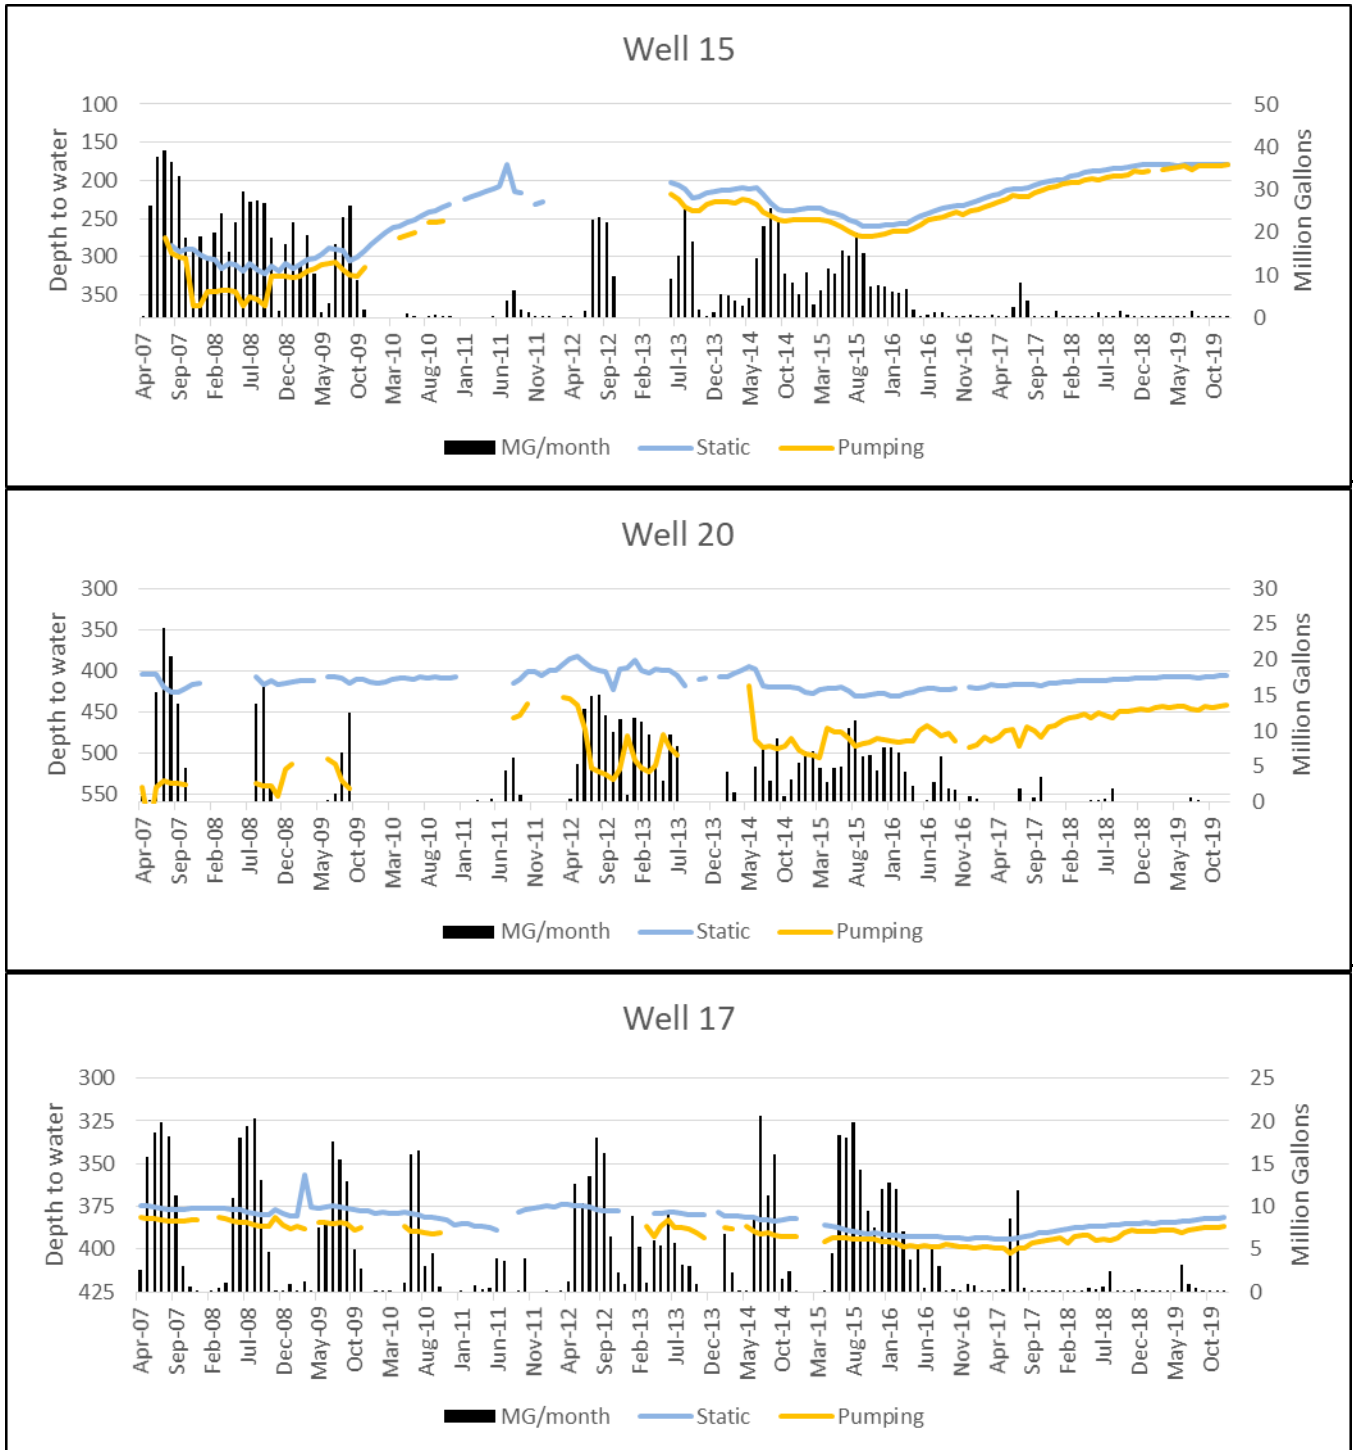 Well 15
Depth to water
100
150
200
250
300
350
50
40
30
20
10
0
Million Gallons
Apr-07 Sep-07 Feb-08 Jul-08 Dec-08 May-09 Oct-09 Mar-10 Aug-10 Jan-11 Jun-11 Nov-11 Apr-12 Sep-12 Feb-13 Jul-13 Dec-13 May-14 Oct-14 Mar-15 Aug-15 Jan-16 Jun-16 Nov-16 Apr-17 Sep-17 Feb-18 Jul-18 Dec-18 May-19 Oct-19
MG/month Static Pumping
Well 20
Depth to water
300
350
400
450
500
550
30
25
20
15
10
5
0
Million Gallons
Apr-07 Sep-07 Feb-08 Jul-08 Dec-08 May-09 Oct-09 Mar-10 Aug-10 Jan-11 Jun-11 Nov-11 Apr-12 Sep-12 Feb-13 Jul-13 Dec-13 May-14 Oct-14 Mar-15 Aug-15 Jan-16 Jun-16 Nov-16 Apr-17 Sep-17 Feb-18 Jul-18 Dec-18 May-19 Oct-19
MG/month Static Pumping
Well 17
Depth to water
300
325
350
375
400
425
25
20
15
10
5
0
Million Gallons
Apr-07 Sep-07 Feb-08 Jul-08 Dec-08 May-09 Oct-09 Mar-10 Aug-10 Jan-11 Jun-11 Nov-11 Apr-12 Sep-12 Feb-13 Jul-13 Dec-13 May-14 Oct-14 Mar-15 Aug-15 Jan-16 Jun-16 Nov-16 Apr-17 Sep-17 Feb-18 Jul-18 Dec-18 May-19 Oct-19
MG/month Static Pumping